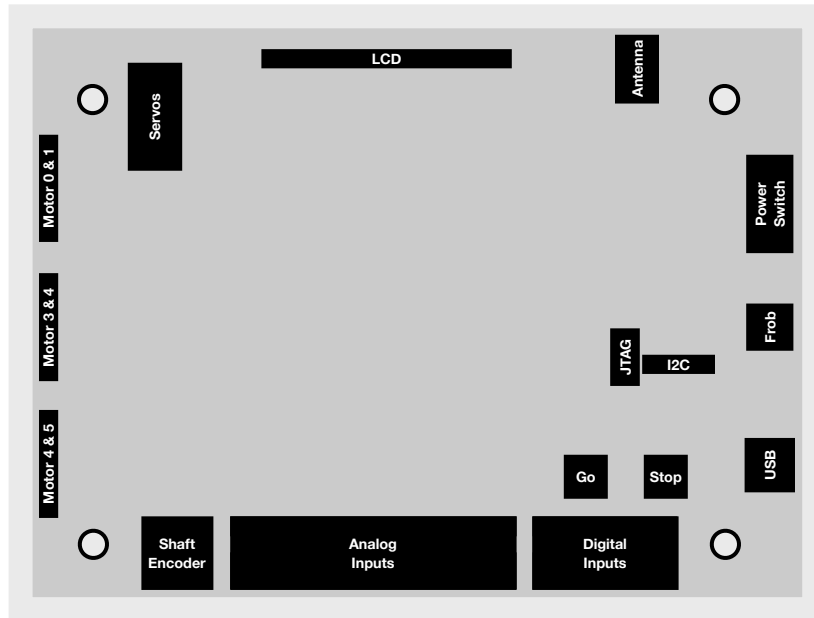 LCD
Antenna
Servos
Motor 0 & 1
Power
Switch
Motor 3 & 4
Frob
JTAG
I2C
Motor 4 & 5
USB
Go
Stop
Shaft
Encoder
Analog
Inputs
Digital
Inputs